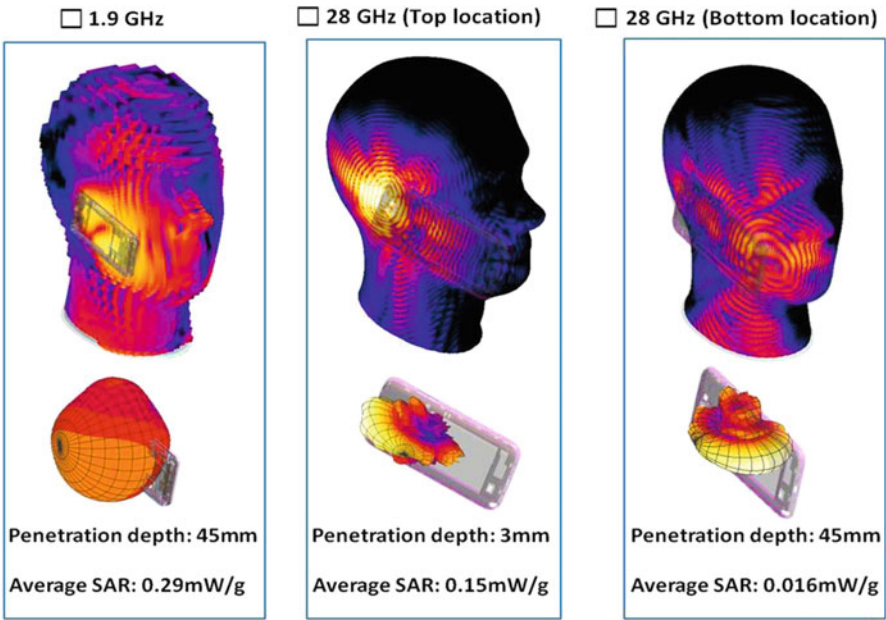 1.9 GHz
28 GHz (Top location)
28 GHz (Bottom location)
Penetration depth: 45mm
Average SAR: 0.29mW/g
Penetration depth: 3mm
Average SAR: 0.15mW/g
Penetration depth: 45mm
Average SAR: 0.016mW/g